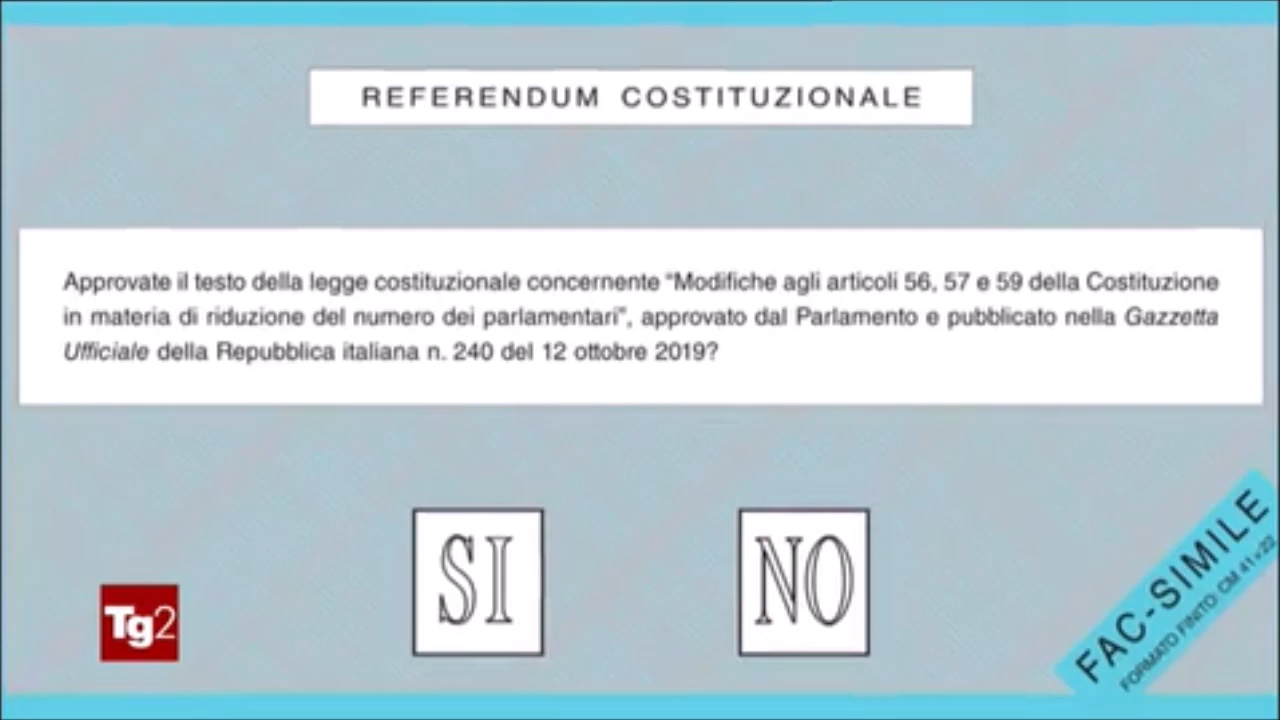 REFERENDUM COSTITUZIONALE
Approvate il testo della legge costituzionale concernente “Modifiche agli articoli 56, 57 e 59 della Costituzione
in materia di riduzione del numero dei parlamentari”, approvato dal Parlamento e pubblicato nella Gazzetta
Ufficiale della Repubblica italiana n. 240 del 12 ottobre 2019?
SI
NO
Tg2
FAC-SIMILE
FORMATO FINITO: CM 41×22